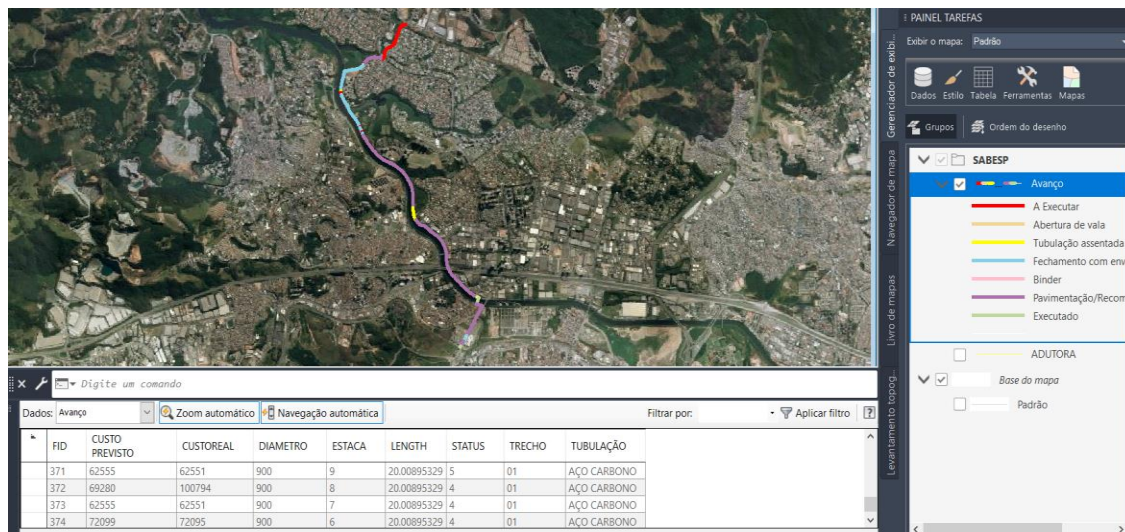 PAINEL TAREFAS
Exibir o mapa: Padrão
Dados Estilo Tabela Ferramentas Mapas
Grupos Ordem do desenho
SABESP
Avanço
A Executar
Abertura de vala
Tubulação assentada
Fechamento com env
Binder
Pavimentação/Recom
Executado
ADUTORA
Base do mapa
Padrão
Gerenciador de exibi...
Navegador de mapa
Livro de mapas
Levantamento topog...
Digite um comando
Dados: Avanço Zoom automático Navegação automática Filtrar por: Aplicar filtro ?
FID CUSTO PREVISTO CUSTOREAL DIAMETRO ESTACA LENGTH STATUS TRECHO TUBULAÇÃO
371 62555 62551 900 9 20.00895329 5 01 AÇO CARBONO
372 69280 100794 900 8 20.00895329 4 01 AÇO CARBONO
373 62555 62551 900 7 20.00895329 4 01 AÇO CARBONO
374 72099 72095 900 6 20.00895329 4 01 AÇO CARBONO